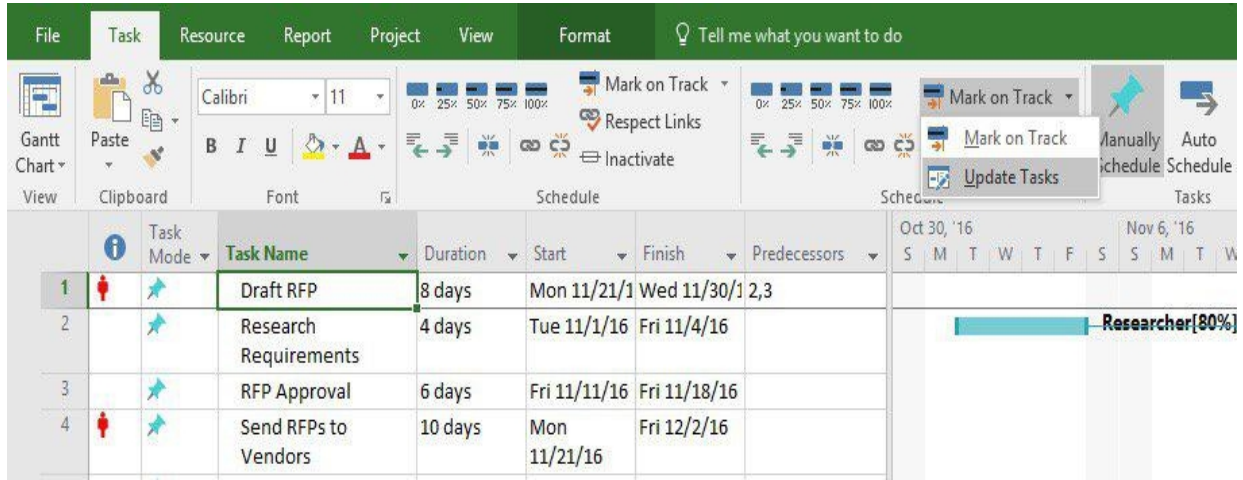 File Task Resource Report Project View Format Tell me what you want to do
Calibri 11 0% 25% 50% 75% 100% Mark on Track 0% 25% 50% 75% 100% Mark on Track
Respect Links Mark on Track
Gantt Chart Paste B I U A Inactivate Update Tasks Manually Schedule Auto Schedule
View Clipboard Font Schedule Tasks
Task Mode Task Name Duration Start Finish Predecessors Oct 30, '16 Nov 6, '16
S M T W T F S S M T W
1 Draft RFP 8 days Mon 11/21/1 Wed 11/30/1 2,3
2 Research Requirements 4 days Tue 11/1/16 Fri 11/4/16 Researcher[80%]
3 RFP Approval 6 days Fri 11/11/16 Fri 11/18/16
4 Send RFPs to Vendors 10 days Mon 11/21/16 Fri 12/2/16